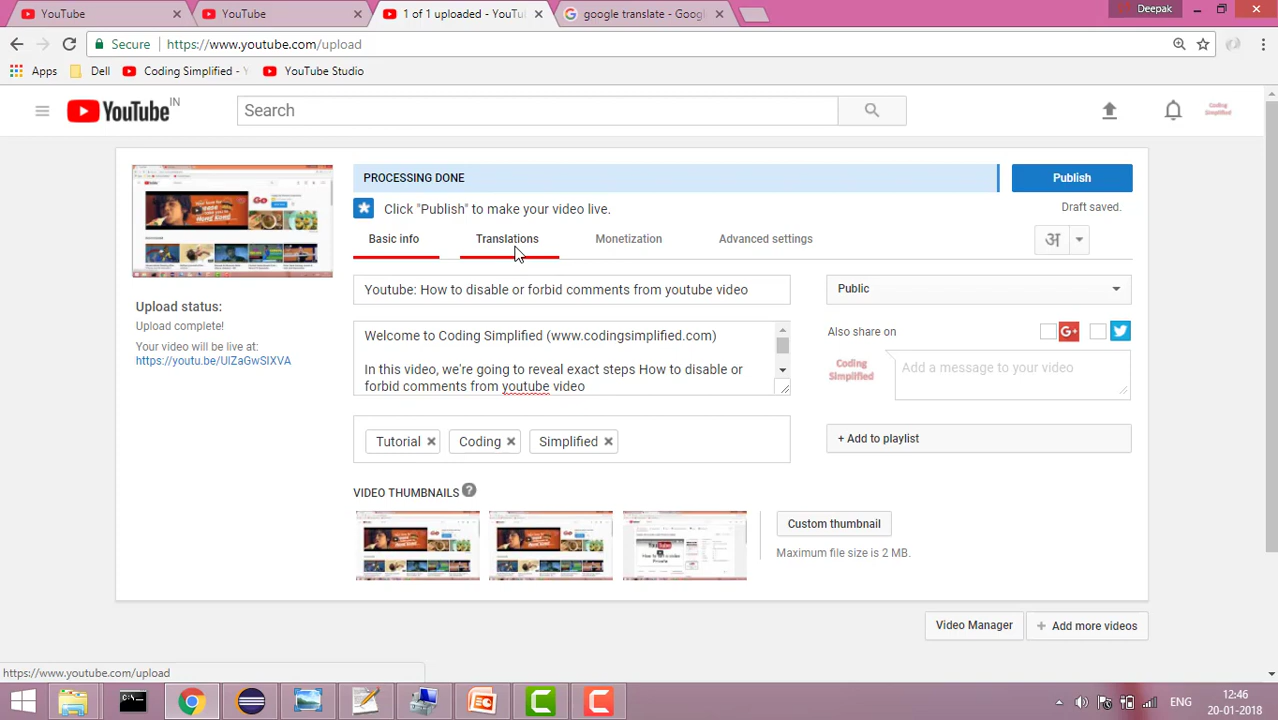 YouTube
YouTube
1 of 1 uploaded - YouTu
google translate - Google
Deepak
Secure
https://www.youtube.com/upload
Apps
Dell
Coding Simplified - Y
YouTube Studio
YouTube IN
Search
Coding Simplified
PROCESSING DONE
Publish
Click "Publish" to make your video live.
Draft saved.
Basic info
Translations
Monetization
Advanced settings
अ
Upload status:
Upload complete!
Your video will be live at:
https://youtu.be/UIZaGwSIXVA
Youtube: How to disable or forbid comments from youtube video
Public
Welcome to Coding Simplified (www.codingsimplified.com)
In this video, we're going to reveal exact steps How to disable or
forbid comments from youtube video
Also share on
G+
Coding
Simplified
Add a message to your video
Tutorial
Coding
Simplified
+ Add to playlist
VIDEO THUMBNAILS ?
Custom thumbnail
Maximum file size is 2 MB.
Video Manager
+ Add more videos
https://www.youtube.com/upload
ENG
12:46
20-01-2018